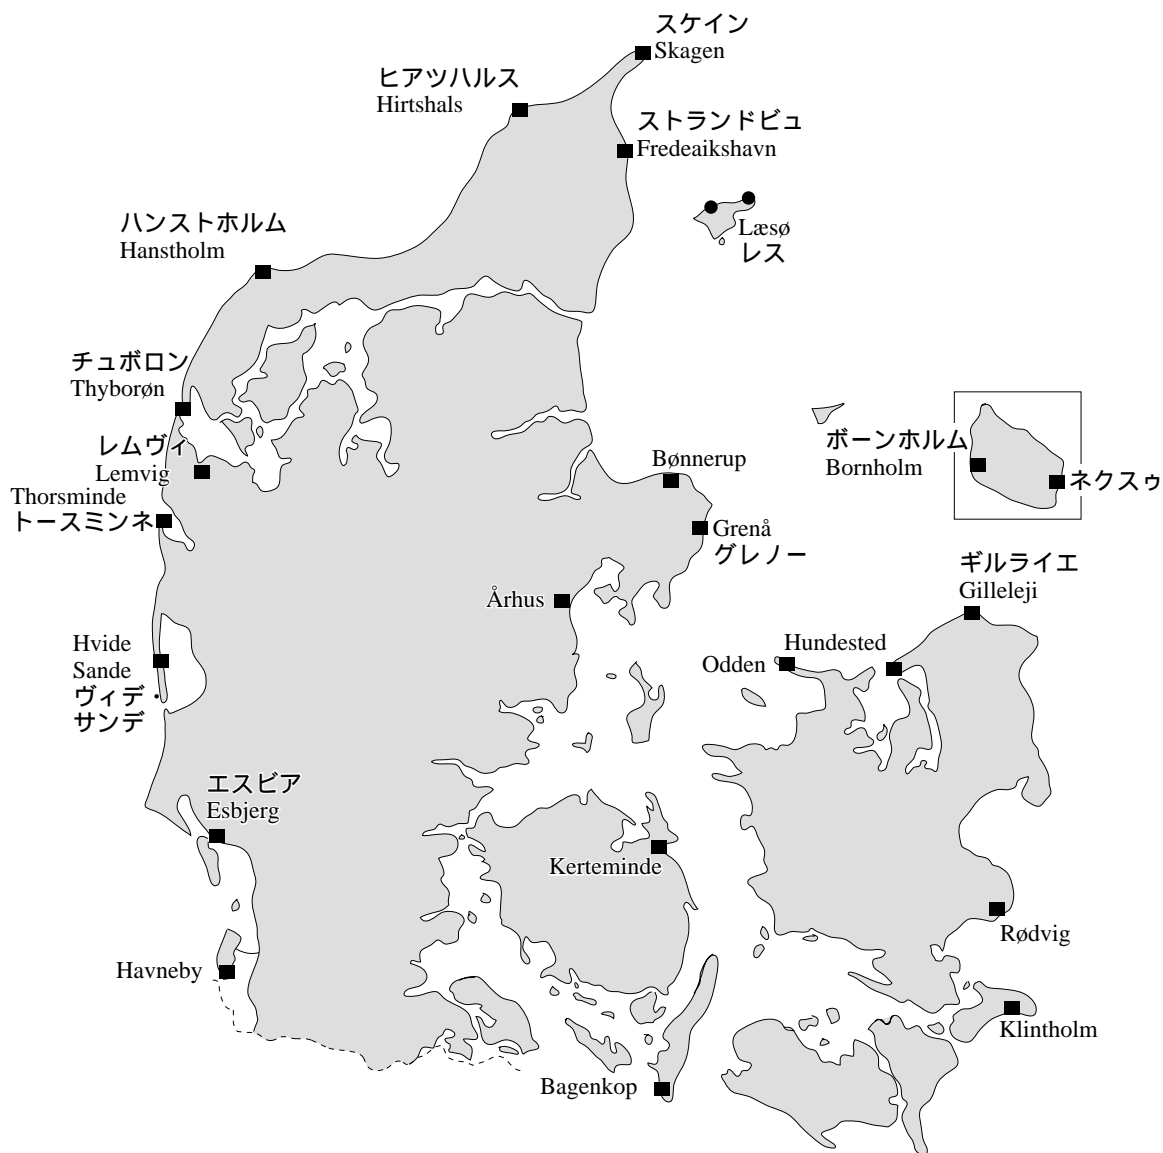 スケイン
Skagen
ヒアツハルス
Hirtshals
ストランドビュ
Fredeaikshavn
ハンストホルム
Hanstholm
Læsø
レス
チュボロン
Thyborøn
レムヴィ
Lemvig
Thorsminde
トースミンネ
Bønnerup
ボーンホルム
Bornholm
ネクスゥ
Grenå
グレノー
ギルライエ
Gilleleji
Århus
Hvide
Sande
ヴィデ・
サンデ
Hundested
Odden
エスビア
Esbjerg
Kerteminde
Rødvig
Havneby
Klintholm
Bagenkop